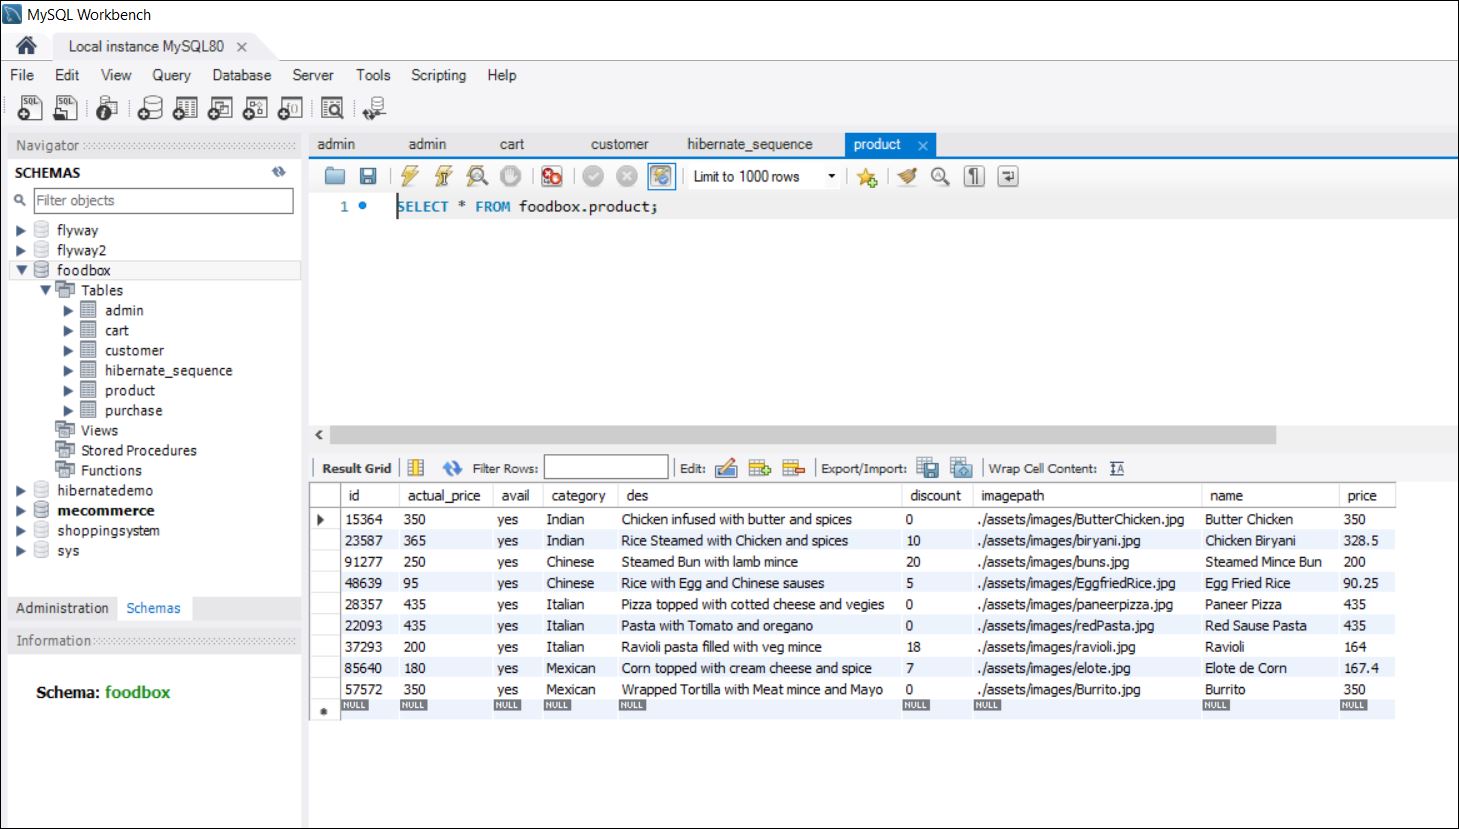 MySQL Workbench
Local instance MySQL80
File Edit View Query Database Server Tools Scripting Help
Navigator
SCHEMAS
Filter objects
flyway
flyway2
foodbox
Tables
admin
cart
customer
hibernate_sequence
product
purchase
Views
Stored Procedures
Functions
hibernatedemo
mecommerce
shoppingsystem
sys
Administration Schemas
Information
Schema: foodbox
admin admin cart customer hibernate_sequence product
Limit to 1000 rows
1 SELECT * FROM foodbox.product;
Result Grid Filter Rows: Edit: Export/Import: Wrap Cell Content: IA
id actual_price avail category des discount imagepath name price
15364 350 yes Indian Chicken infused with butter and spices 0 ./assets/images/ButterChicken.jpg Butter Chicken 350
23587 365 yes Indian Rice Steamed with Chicken and spices 10 ./assets/images/biryani.jpg Chicken Biryani 328.5
91277 250 yes Chinese Steamed Bun with lamb mince 20 ./assets/images/buns.jpg Steamed Mince Bun 200
48639 95 yes Chinese Rice with Egg and Chinese sauses 5 ./assets/images/EggfriedRice.jpg Egg Fried Rice 90.25
28357 435 yes Italian Pizza topped with cotted cheese and vegies 0 ./assets/images/paneerpizza.jpg Paneer Pizza 435
22093 435 yes Italian Pasta with Tomato and oregano 0 ./assets/images/redPasta.jpg Red Sause Pasta 435
37293 200 yes Italian Ravioli pasta filled with veg mince 18 ./assets/images/ravioli.jpg Ravioli 164
85640 180 yes Mexican Corn topped with cream cheese and spice 7 ./assets/images/elote.jpg Elote de Corn 167.4
57572 350 yes Mexican Wrapped Tortilla with Meat mince and Mayo 0 ./assets/images/Burrito.jpg Burrito 350
NULL NULL NULL NULL NULL NULL NULL NULL NULL